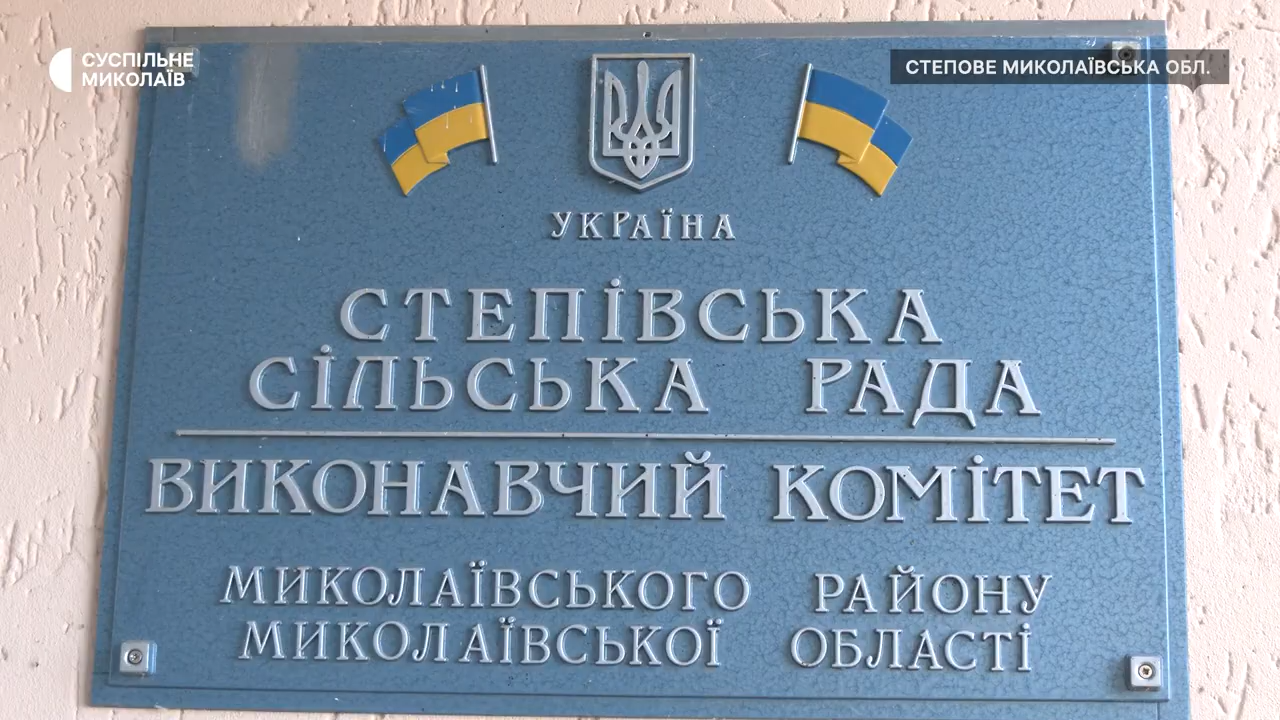 СУСПІЛЬНЕ
МИКОЛАЇВ
СТЕПОВЕ МИКОЛАЇВСЬКА ОБЛ.
УКРАЇНА
СТЕПІВСЬКА
СІЛЬСЬКА РАДА
ВИКОНАВЧИЙ КОМІТЕТ
МИКОЛАЇВСЬКОГО РАЙОНУ
МИКОЛАЇВСЬКОЇ ОБЛАСТІ